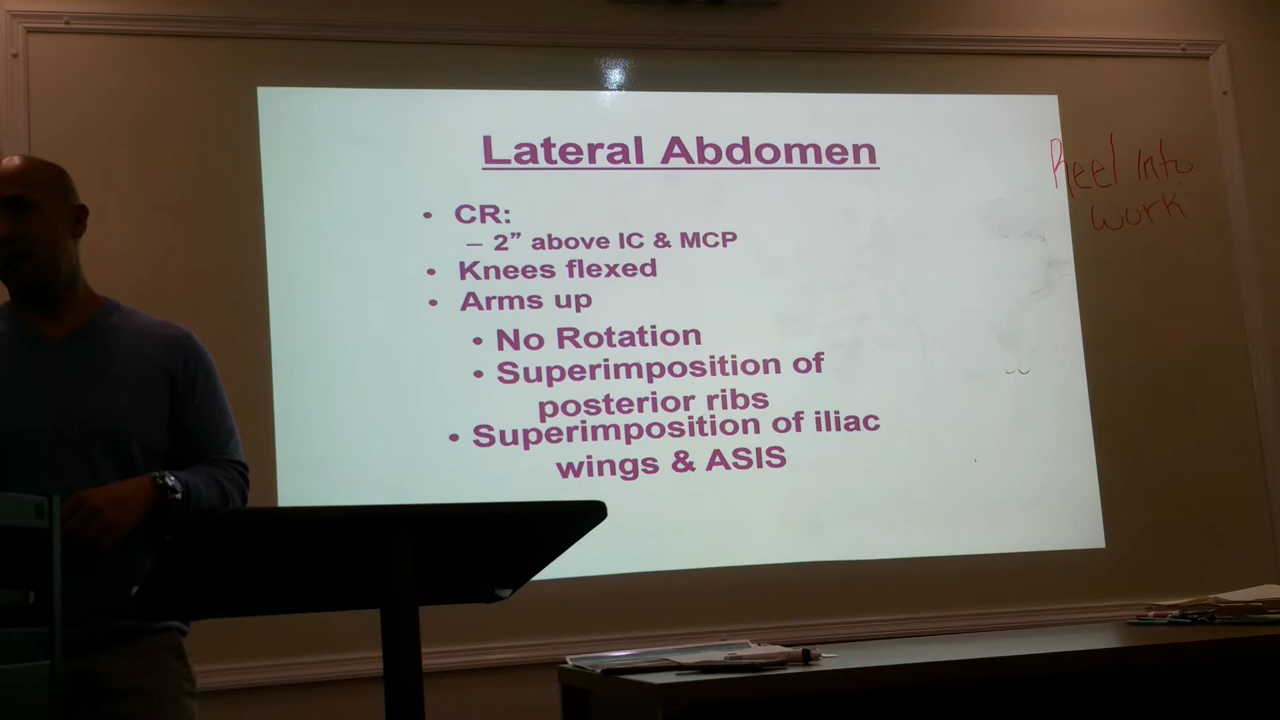 Lateral Abdomen
• CR:
– 2” above IC & MCP
• Knees flexed
• Arms up
• No Rotation
• Superimposition of
posterior ribs
• Superimposition of iliac
wings & ASIS
Reel into
work